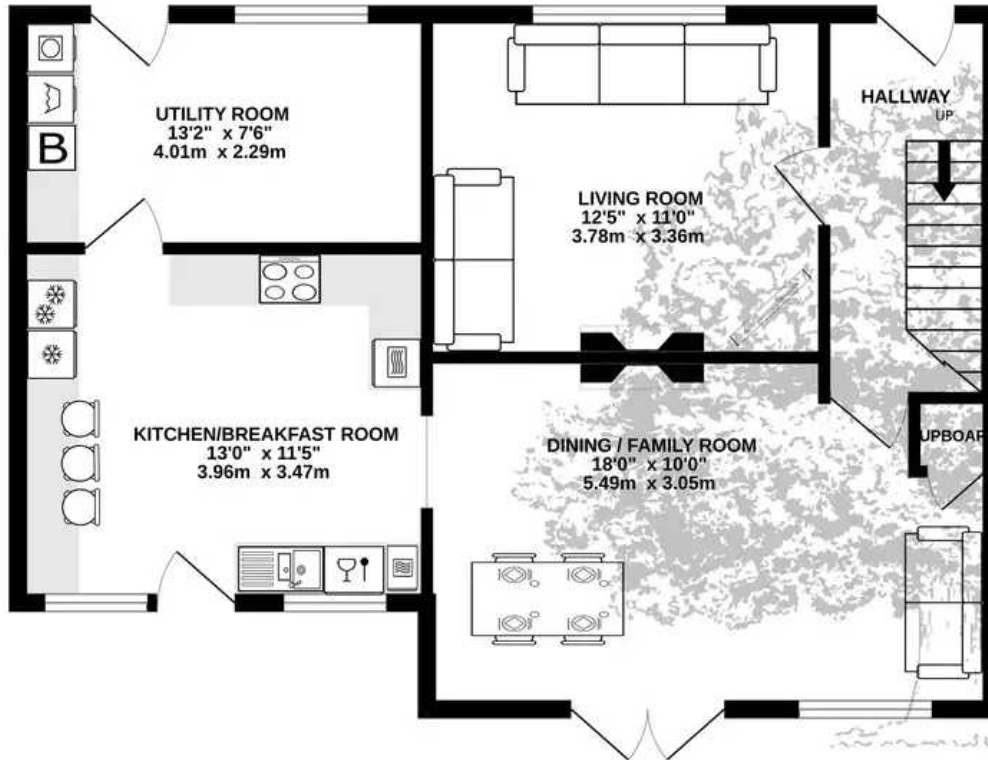 UTILITY ROOM
13'2" x 7'6"
4.01m x 2.29m
B
HALLWAY
UP
LIVING ROOM
12'5" x 11'0"
3.78m x 3.36m
KITCHEN/BREAKFAST ROOM
13'0" x 11'5"
3.96m x 3.47m
DINING / FAMILY ROOM
18'0" x 10'0"
5.49m x 3.05m
UPBOAR